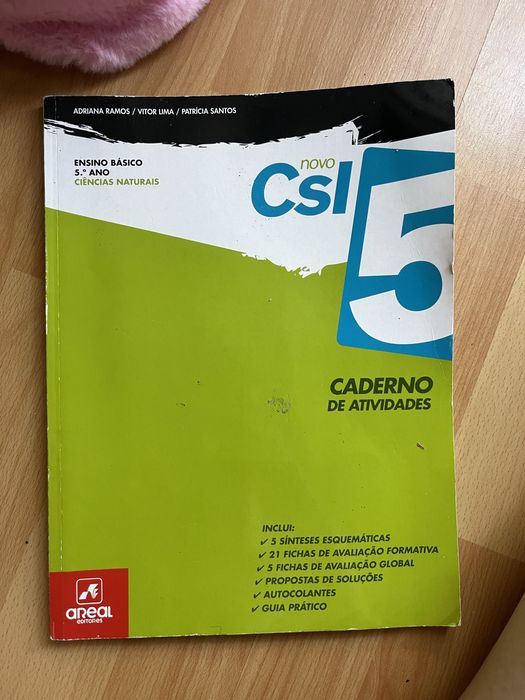 ADRIANA RAMOS / VITOR LIMA / PATRÍCIA SANTOS
ENSINO BÁSICO
5.º ANO
CIÊNCIAS NATURAIS
novo
CSI
5
CADERNO
DE ATIVIDADES
INCLUI:
✓ 5 SÍNTESES ESQUEMÁTICAS
✓ 21 FICHAS DE AVALIAÇÃO FORMATIVA
✓ 5 FICHAS DE AVALIAÇÃO GLOBAL
✓ PROPOSTAS DE SOLUÇÕES
✓ AUTOCOLANTES
✓ GUIA PRÁTICO
AREAL
EDITORES